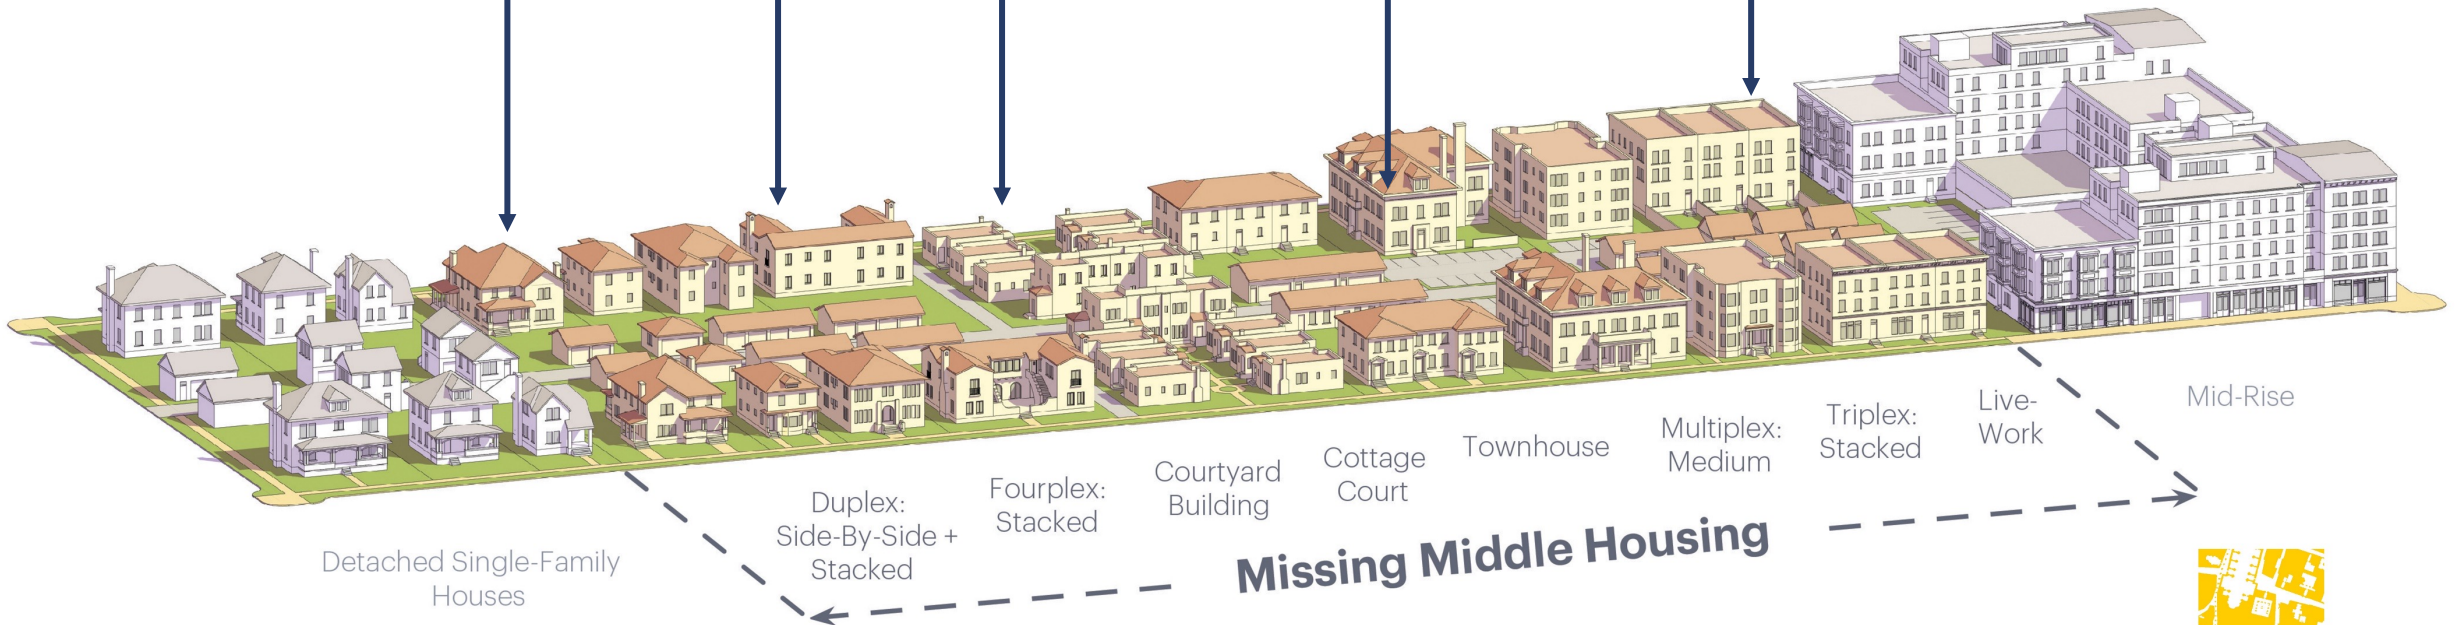 Detached Single-Family
Houses
Duplex:
Side-By-Side +
Stacked
Fourplex:
Stacked
Courtyard
Building
Cottage
Court
Townhouse
Multiplex:
Medium
Triplex:
Stacked
Live-
Work
Mid-Rise
Missing Middle Housing